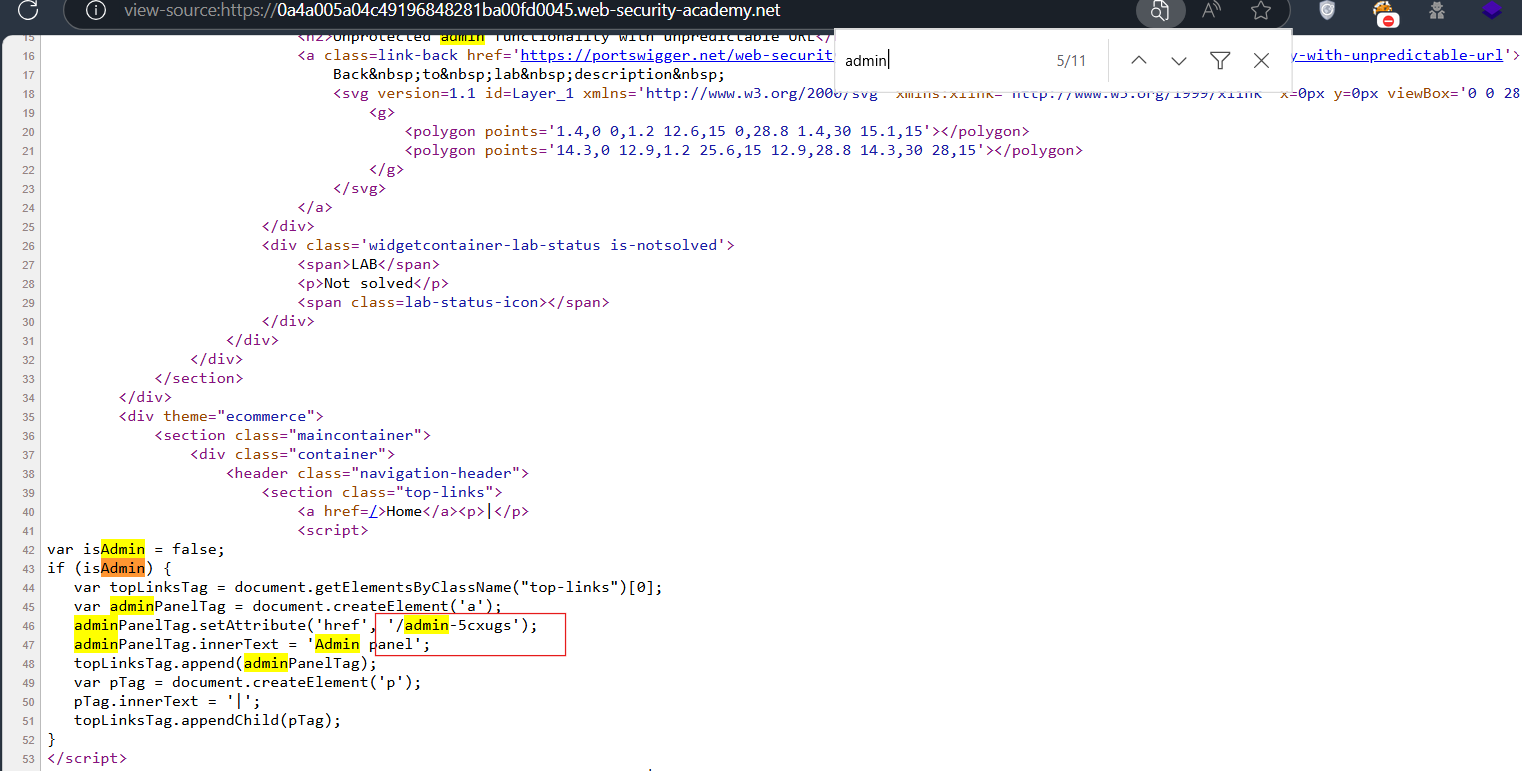 view-source:https://0a4a005a04c49196848281ba00fd0045.web-security-academy.net
admin
5/11
15 <h2>Unprotected admin functionality with unpredictable URL</
16 <a class=link-back href='https://portswigger.net/web-securit y-with-unpredictable-url'>
17 Back&nbsp;to&nbsp;lab&nbsp;description&nbsp;
18 <svg version=1.1 id=Layer_1 xmlns='http://www.w3.org/2000/svg' xmlns:xlink='http://www.w3.org/1999/xlink' x=0px y=0px viewBox='0 0 28
19 <g>
20 <polygon points='1.4,0 0,1.2 12.6,15 0,28.8 1.4,30 15.1,15'></polygon>
21 <polygon points='14.3,0 12.9,1.2 25.6,15 12.9,28.8 14.3,30 28,15'></polygon>
22 </g>
23 </svg>
24 </a>
25 </div>
26 <div class='widgetcontainer-lab-status is-notsolved'>
27 <span>LAB</span>
28 <p>Not solved</p>
29 <span class=lab-status-icon></span>
30 </div>
31 </div>
32 </div>
33 </section>
34 </div>
35 <div theme="ecommerce">
36 <section class="maincontainer">
37 <div class="container">
38 <header class="navigation-header">
39 <section class="top-links">
40 <a href=/>Home</a><p>|</p>
41 <script>
42 var isAdmin = false;
43 if (isAdmin) {
44 var topLinksTag = document.getElementsByClassName("top-links")[0];
45 var adminPanelTag = document.createElement('a');
46 adminPanelTag.setAttribute('href', '/admin-5cxugs');
47 adminPanelTag.innerText = 'Admin panel';
48 topLinksTag.append(adminPanelTag);
49 var pTag = document.createElement('p');
50 pTag.innerText = '|';
51 topLinksTag.appendChild(pTag);
52 }
53 </script>